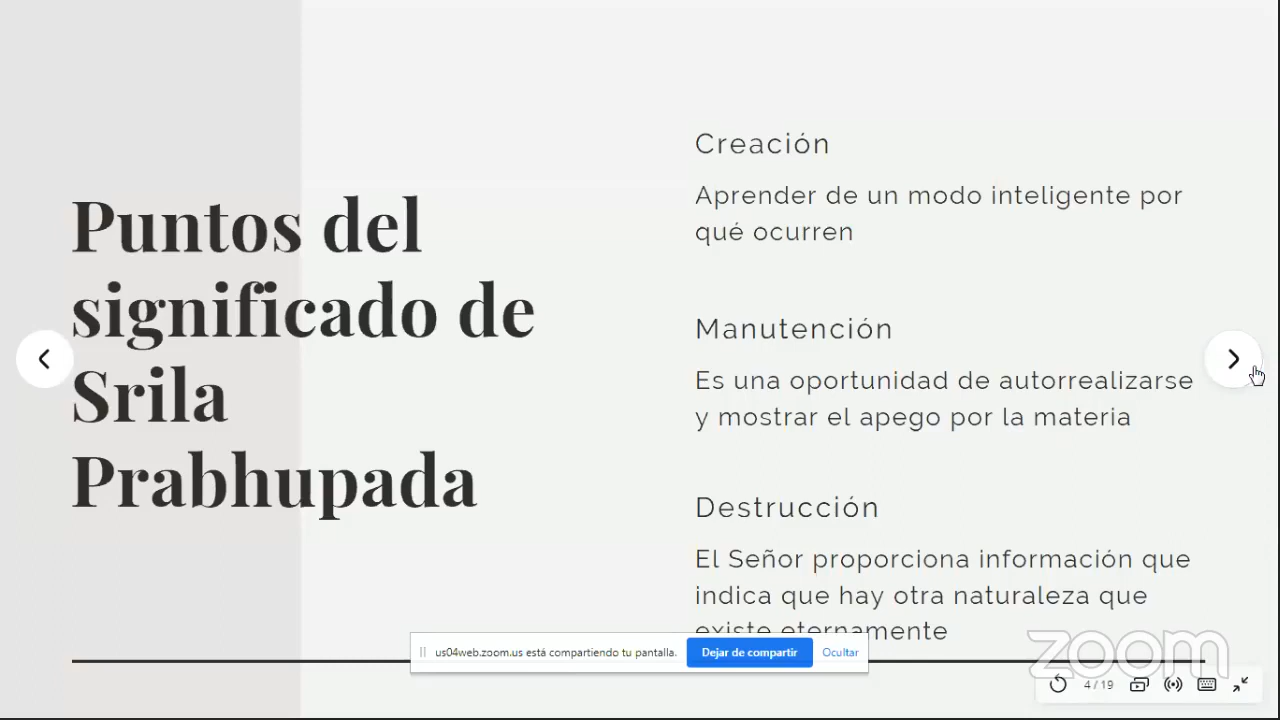 Puntos del
significado de
Srila
Prabhupada
Creación
Aprender de un modo inteligente por
qué ocurren
Manutención
Es una oportunidad de autorrealizarse
y mostrar el apego por la materia
Destrucción
El Señor proporciona información que
indica que hay otra naturaleza que
existe eternamente
us04web.zoom.us está compartiendo tu pantalla.
Dejar de compartir
Ocultar
zoom
4/19